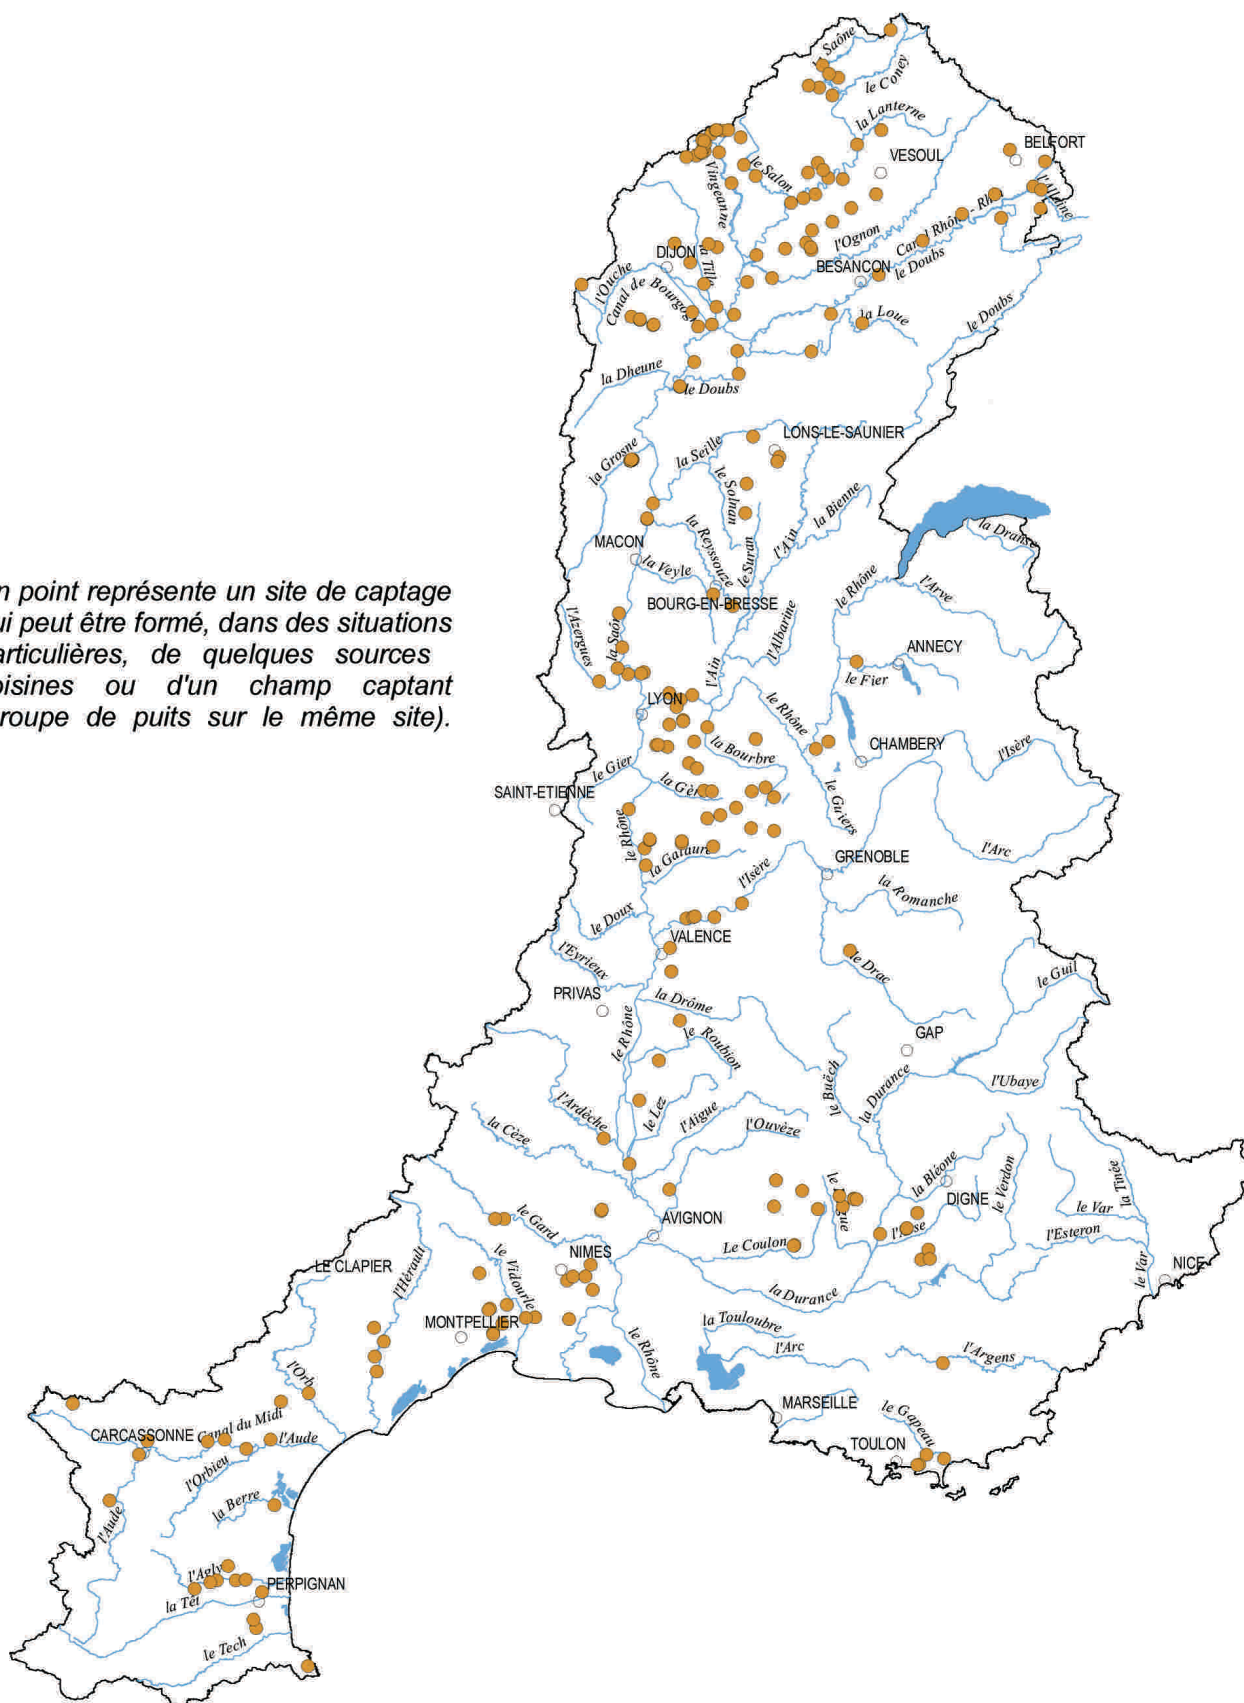 la Saône
le Coney
la Lanterne
BELFORT
VESOUL
le Salon
Vingeanne
l'Ognon
DIJON
la Tille
BESANCON
le Doubs
l'Ouche
Canal de
la Loue
le Doubs
la Dheune
le Doubs
LONS-LE-SAUNIER
la Grosne
la Seille
le Solnan
la Bienne
la Reyssouze
le Suran
l'Ain
la Dranse
MACON
la Veyle
le Rhône
l'Arve
n point représente un site de captage
ui peut être formé, dans des situations
articulières, de quelques sources
oisines ou d'un champ captant
roupe de puits sur le même site).
BOURG-EN-BRESSE
l'Azergues
l'Albarine
ANNECY
l'Ain
le Fier
LYON
le Rhône
CHAMBERY
la Bourbre
l'Isère
le Gier
SAINT-ETIENNE
le Guiers
le Rhône
l'Arc
la Galaure
GRENOBLE
l'Isère
la Romanche
le Doux
VALENCE
l'Eyrieux
le Drac
le Guil
PRIVAS
la Drôme
le Rhône
le Roubion
GAP
le Buëch
la Durance
l'Ubaye
l'Ardèche
le Lez
l'Aigue
l'Ouvèze
la Cèze
la Bléone
le Verdon
la Tinée
DIGNE
le Var
le Gard
AVIGNON
l'Esteron
Le Coulon
NIMES
LE CLAPIER
l'Hérault
le Vidourle
la Durance
le Var
NICE
MONTPELLIER
la Touloubre
l'Arc
le Rhône
l'Argens
l'Orb
MARSEILLE
le Gapeau
CARCASSONNE
Canal du Midi
l'Aude
TOULON
l'Orbieu
l'Aude
la Berre
l'Agly
PERPIGNAN
la Têt
le Tech